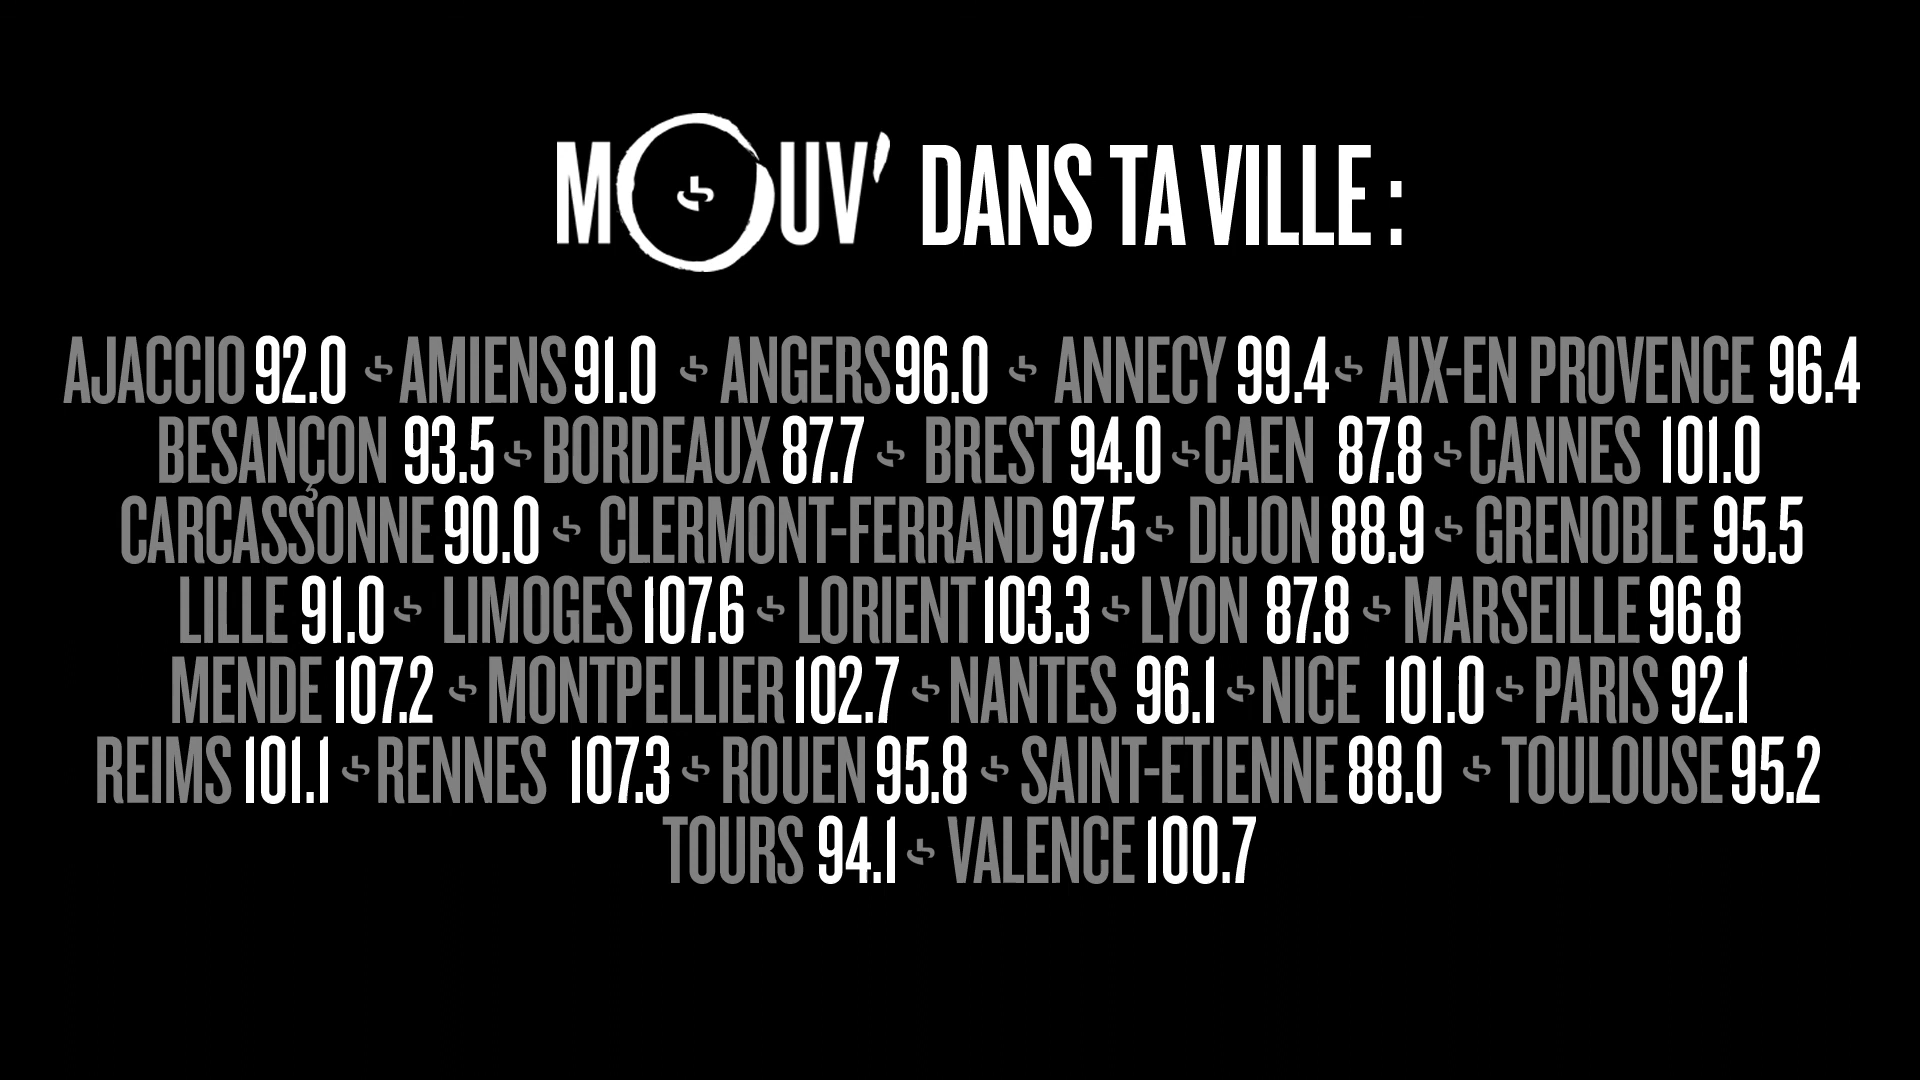 MOUV' DANS TA VILLE :
AJACCIO 92.0 AMIENS 91.0 ANGERS 96.0 ANNECY 99.4 AIX-EN PROVENCE 96.4
BESANÇON 93.5 BORDEAUX 87.7 BREST 94.0 CAEN 87.8 CANNES 101.0
CARCASSONNE 90.0 CLERMONT-FERRAND 97.5 DIJON 88.9 GRENOBLE 95.5
LILLE 91.0 LIMOGES 107.6 LORIENT 103.3 LYON 87.8 MARSEILLE 96.8
MENDE 107.2 MONTPELLIER 102.7 NANTES 96.1 NICE 101.0 PARIS 92.1
REIMS 101.1 RENNES 107.3 ROUEN 95.8 SAINT-ETIENNE 88.0 TOULOUSE 95.2
TOURS 94.1 VALENCE 100.7